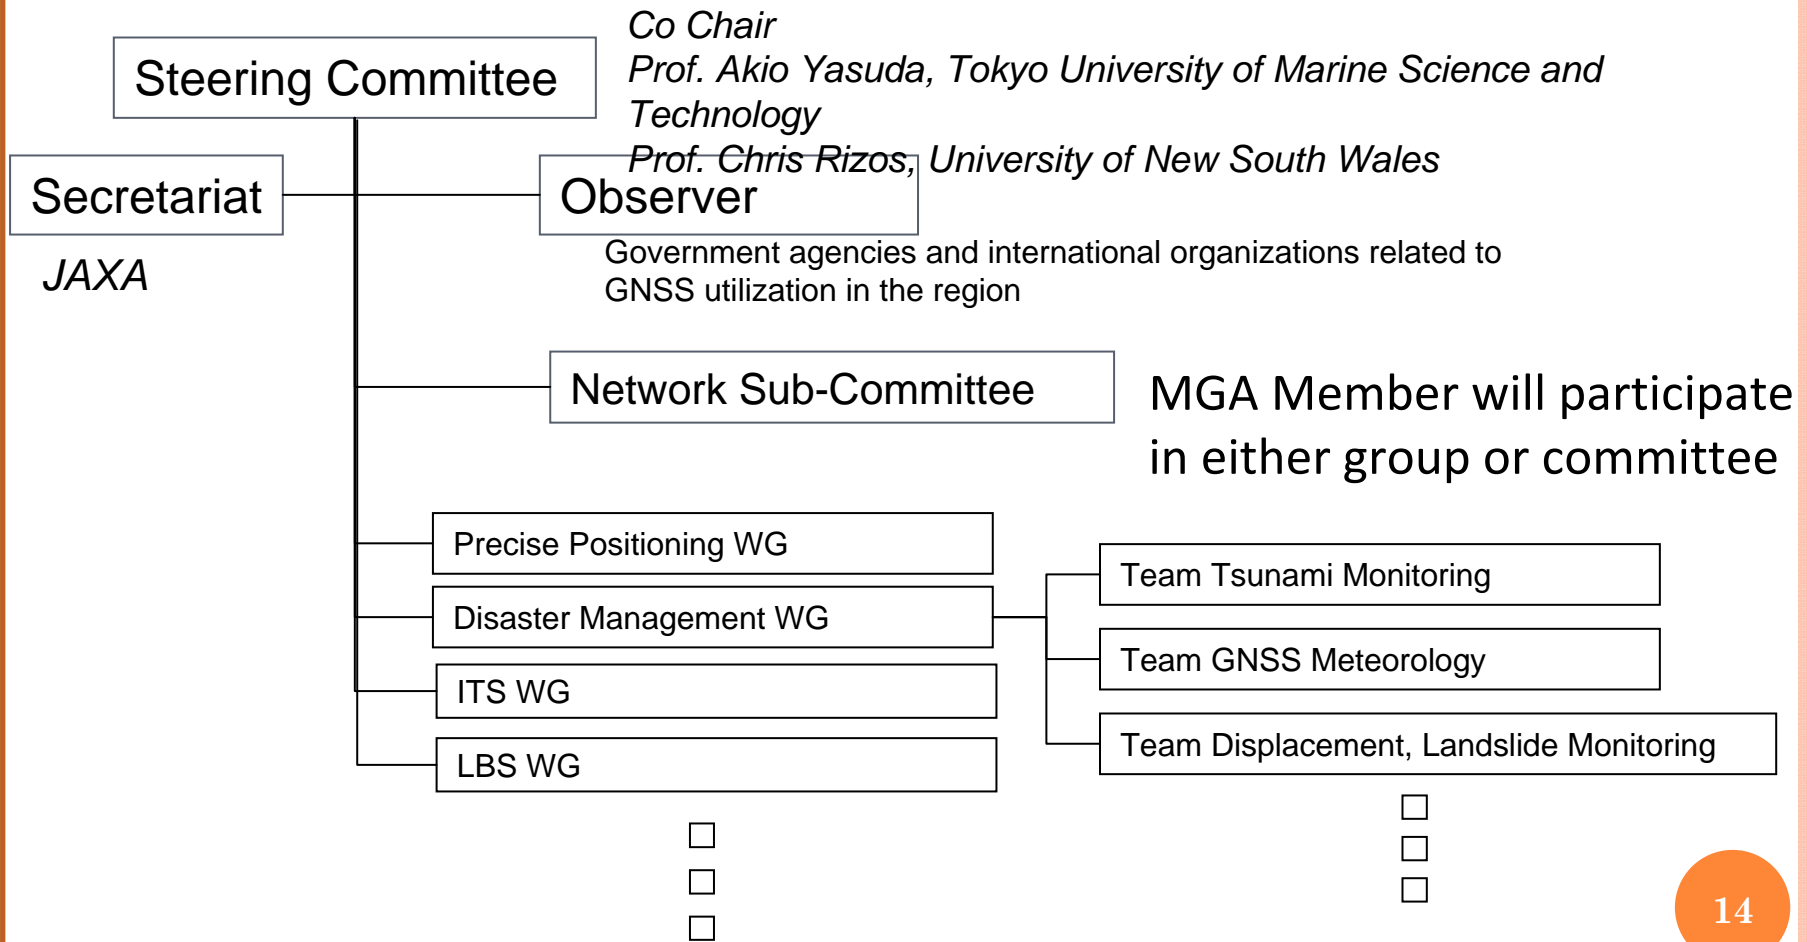 Co Chair
Steering Committee
Prof. Akio Yasuda, Tokyo University of Marine Science and
Technology
Prof. Chris Rizos, University of New South Wales
Secretariat
Observer
JAXA
Government agencies and international organizations related to
GNSS utilization in the region
Network Sub-Committee
MGA Member will participate
in either group or committee
Precise Positioning WG
Disaster Management WG
ITS WG
LBS WG
Team Tsunami Monitoring
Team GNSS Meteorology
Team Displacement, Landslide Monitoring
14